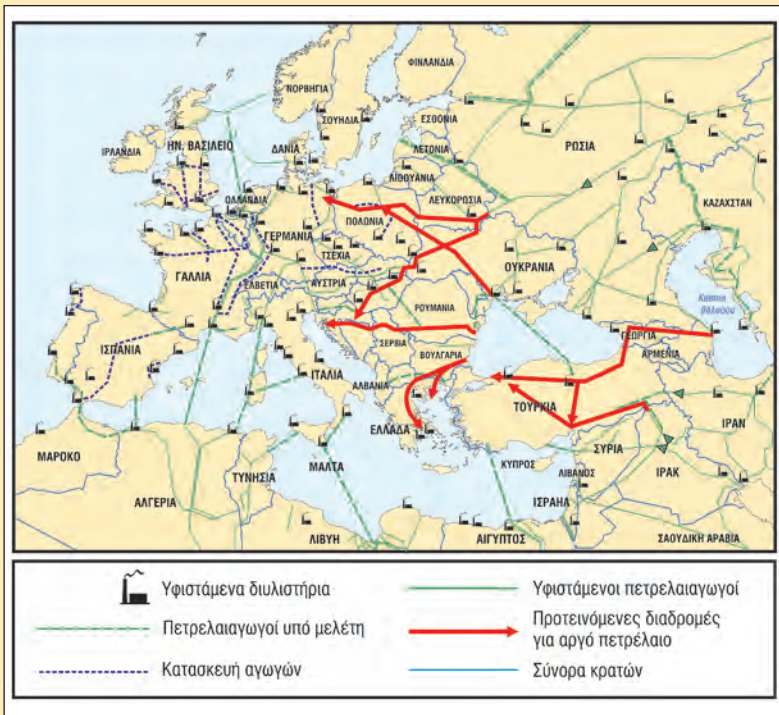 ΦΙΝΛΑΝΔΙΑ
ΝΟΡΒΗΓΙΑ
ΣΟΥΗΔΙΑ
ΕΣΘΟΝΙΑ
ΙΡΛΑΝΔΙΑ
ΗΝ. ΒΑΣΙΛΕΙΟ
ΔΑΝΙΑ
ΛΕΤΟΝΙΑ
ΡΩΣΙΑ
ΛΙΘΟΥΑΝΙΑ
ΟΛΛΑΝΔΙΑ
ΛΕΥΚΟΡΩΣΙΑ
ΚΑΖΑΚΣΤΑΝ
ΠΟΛΩΝΙΑ
ΓΕΡΜΑΝΙΑ
ΤΣΕΧΙΑ
ΟΥΚΡΑΝΙΑ
ΓΑΛΛΙΑ
ΕΛΒΕΤΙΑ
ΑΥΣΤΡΙΑ
ΡΟΥΜΑΝΙΑ
Κασπία
Θάλασσα
ΓΕΩΡΓΙΑ
ΙΣΠΑΝΙΑ
ΣΕΡΒΙΑ
ΑΡΜΕΝΙΑ
ΒΟΥΛΓΑΡΙΑ
ΙΤΑΛΙΑ
ΑΛΒΑΝΙΑ
ΤΟΥΡΚΙΑ
ΕΛΛΑΔΑ
ΙΡΑΝ
ΜΑΡΟΚΟ
ΣΥΡΙΑ
ΚΥΠΡΟΣ
ΤΥΝΗΣΙΑ
ΜΑΛΤΑ
ΛΙΒΑΝΟΣ
ΙΡΑΚ
ΑΛΓΕΡΙΑ
ΙΣΡΑΗΛ
ΛΙΒΥΗ
ΑΙΓΥΠΤΟΣ
ΣΑΟΥΔΙΚΗ ΑΡΑΒΙΑ
Υφιστάμενα διυλιστήρια
Υφιστάμενοι πετρελαιαγωγοί
Πετρελαιαγωγοί υπό μελέτη
Προτεινόμενες διαδρομές
για αργό πετρέλαιο
Κατασκευή αγωγών
Σύνορα κρατών